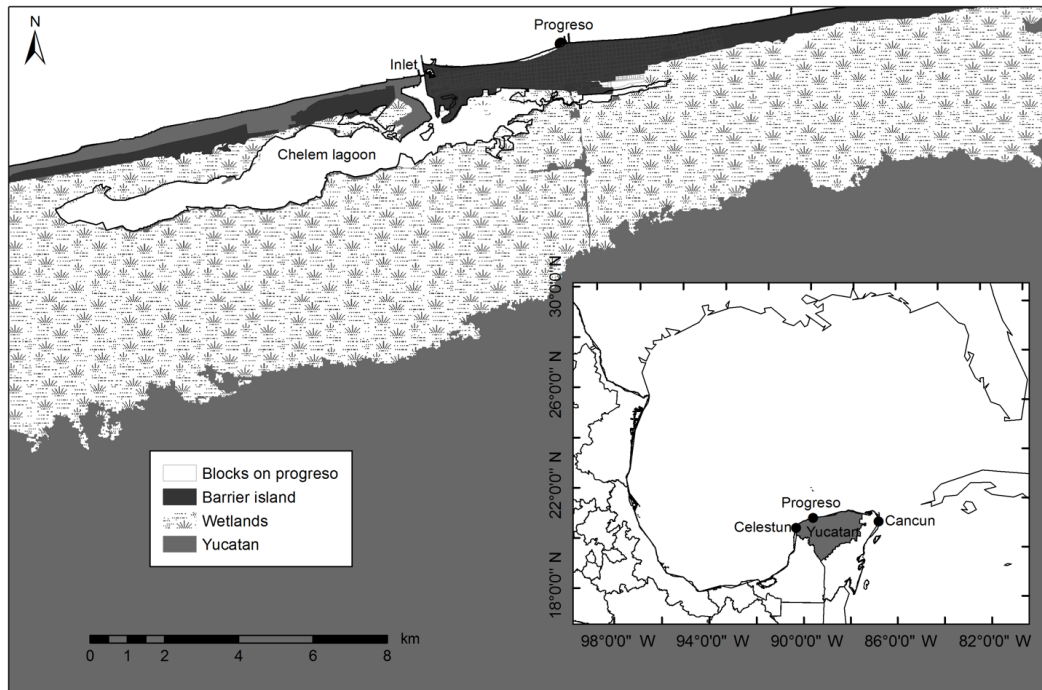 N
Progreso
Inlet
Chelem lagoon
Blocks on progreso
Barrier island
Wetlands
Yucatan
0 1 2 4 6 8
km
30°0'0" N
26°0'0" N
22°0'0" N
18°0'0" N
Progreso
Celestun
Yucatan
Cancun
98°0'0" W 94°0'0" W 90°0'0" W 86°0'0" W 82°0'0" W